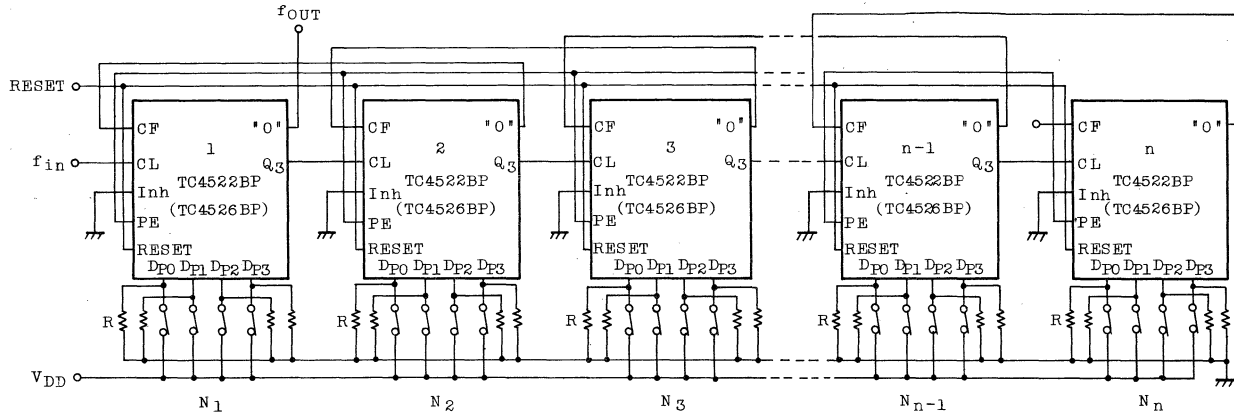 fOUT
RESET
fin
CF "0"
1
CL Q3
TC4522BP
Inh (TC4526BP)
PE
RESET
DP0 DP1 DP2 DP3
R
CF "0"
2
CL Q3
TC4522BP
Inh (TC4526BP)
PE
RESET
DP0 DP1 DP2 DP3
R
CF "0"
3
CL Q3
TC4522BP
Inh (TC4526BP)
PE
RESET
DP0 DP1 DP2 DP3
R
CF "0"
n-1
CL Q3
TC4522BP
Inh (TC4526BP)
PE
RESET
DP0 DP1 DP2 DP3
R
CF "0"
n
CL Q3
TC4522BP
Inh (TC4526BP)
PE
RESET
DP0 DP1 DP2 DP3
R
VDD
N1 N2 N3 Nn-1 Nn